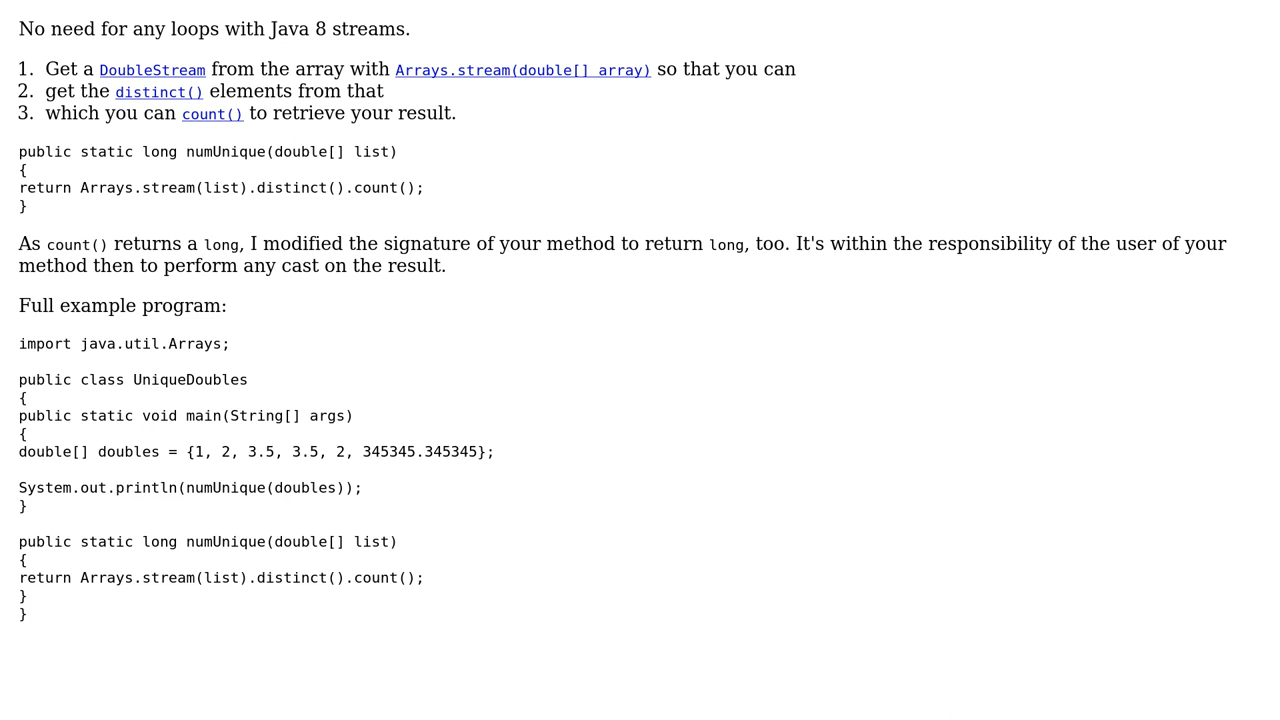 No need for any loops with Java 8 streams.
1. Get a DoubleStream from the array with Arrays.stream(double[] array) so that you can
2. get the distinct() elements from that
3. which you can count() to retrieve your result.
public static long numUnique(double[] list)
{
return Arrays.stream(list).distinct().count();
}
As count() returns a long, I modified the signature of your method to return long, too. It's within the responsibility of the user of your
method then to perform any cast on the result.
Full example program:
import java.util.Arrays;
public class UniqueDoubles
{
public static void main(String[] args)
{
double[] doubles = {1, 2, 3.5, 3.5, 2, 345345.345345};
System.out.println(numUnique(doubles));
}
public static long numUnique(double[] list)
{
return Arrays.stream(list).distinct().count();
}
}